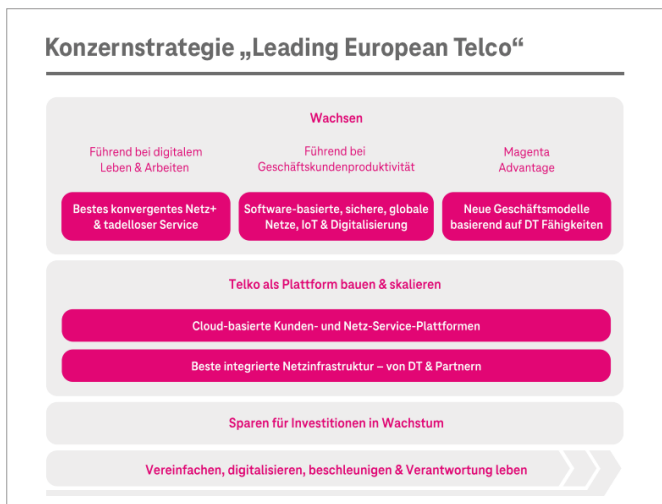 Konzernstrategie „Leading European Telco“
Wachsen
Führend bei digitalem
Leben & Arbeiten
Führend bei
Geschäftskundenproduktivität
Magenta
Advantage
Bestes konvergentes Netz+
& tadelloser Service
Software-basierte, sichere, globale
Netze, IoT & Digitalisierung
Neue Geschäftsmodelle
basierend auf DT Fähigkeiten
Telko als Plattform bauen & skalieren
Cloud-basierte Kunden- und Netz-Service-Plattformen
Beste integrierte Netzinfrastruktur – von DT & Partnern
Sparen für Investitionen in Wachstum
Vereinfachen, digitalisieren, beschleunigen & Verantwortung leben